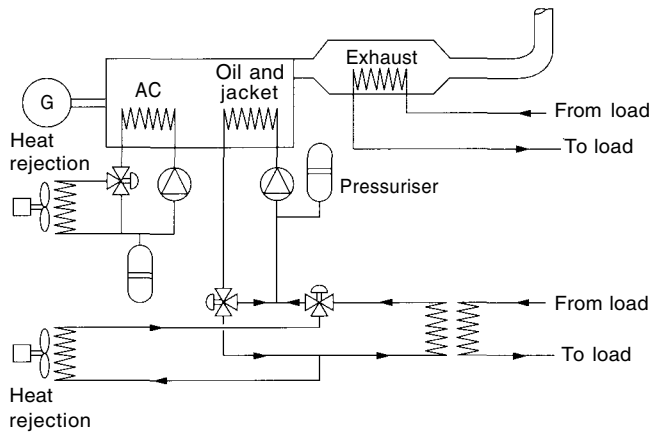 Exhaust
Oil and
jacket
AC
G
From load
To load
Heat
rejection
Pressuriser
From load
To load
Heat
rejection